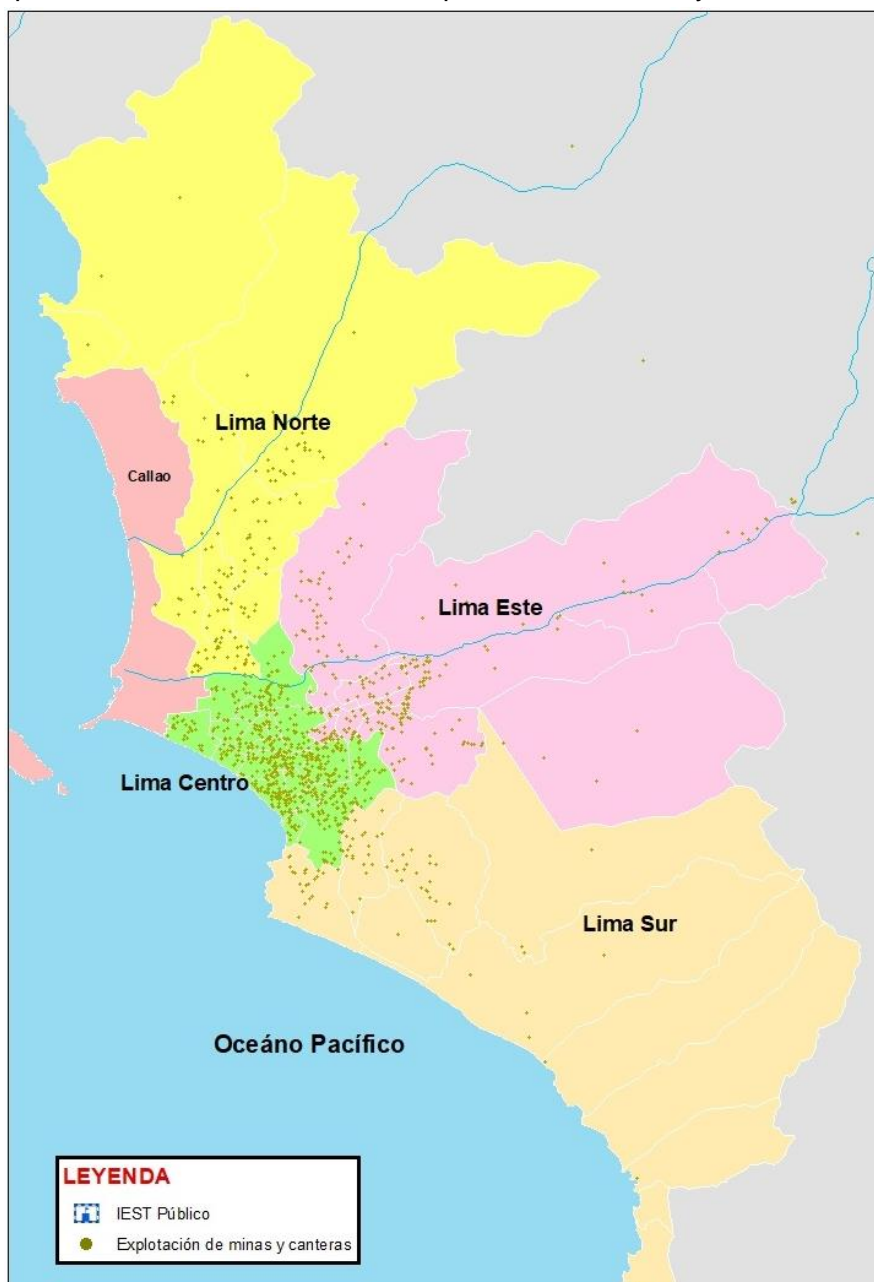 Lima Norte
Callao
Lima Este
Lima Centro
Lima Sur
Oceáno Pacífico
LEYENDA
IEST Público
Explotación de minas y canteras